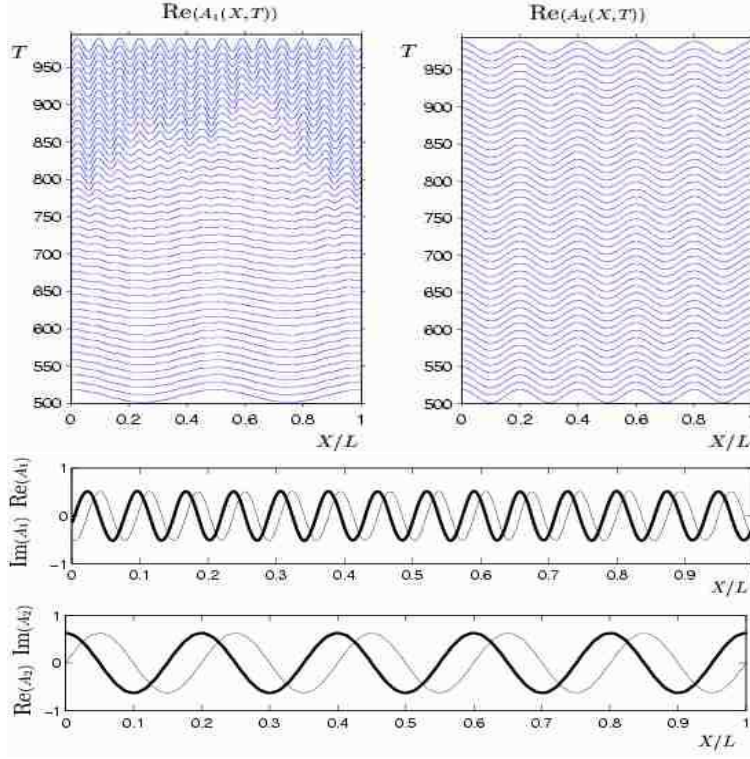 Re(A₁(X,T))
T
950
900
850
800
750
700
650
600
550
500
0 0.2 0.4 0.6 0.8 1
X/L
Re(A₂(X,T))
T
950
900
850
800
750
700
650
600
550
500
0 0.2 0.4 0.6 0.8 1
X/L
Im(A₁) Re(A₁)
1
0
−1
0 0.1 0.2 0.3 0.4 0.5 0.6 0.7 0.8 0.9
X/L
Re(A₂) Im(A₂)
1
0
−1
0 0.1 0.2 0.3 0.4 0.5 0.6 0.7 0.8 0.9 1
X/L